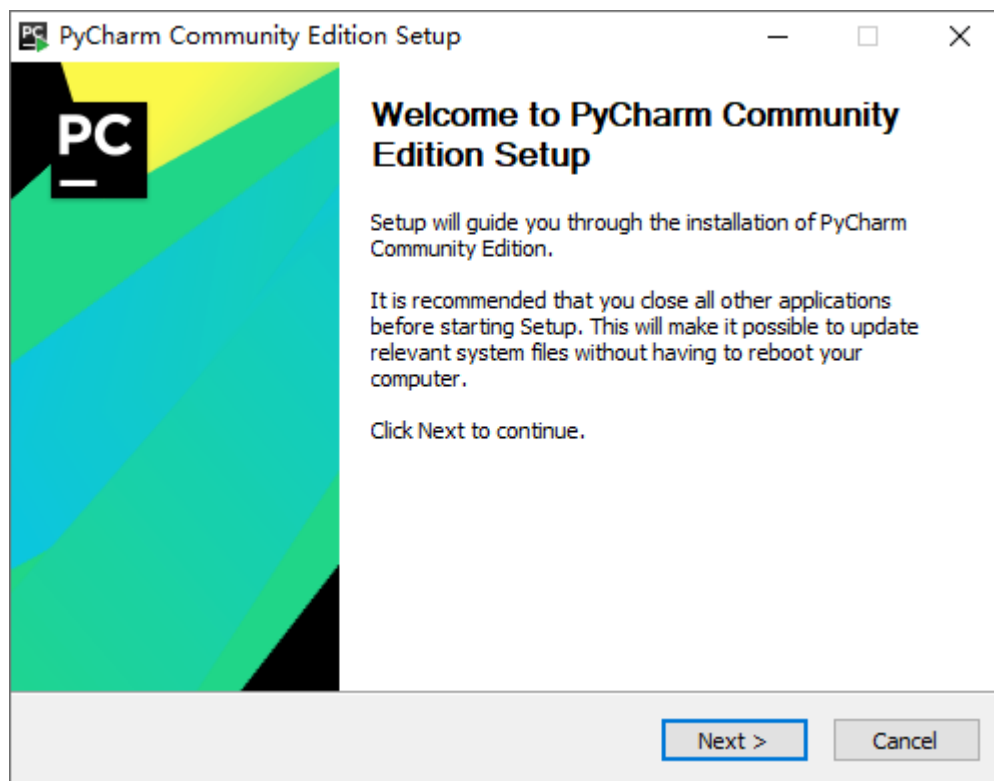 PyCharm Community Edition Setup
PC
Welcome to PyCharm Community
Edition Setup
Setup will guide you through the installation of PyCharm
Community Edition.
It is recommended that you close all other applications
before starting Setup. This will make it possible to update
relevant system files without having to reboot your
computer.
Click Next to continue.
Next >
Cancel